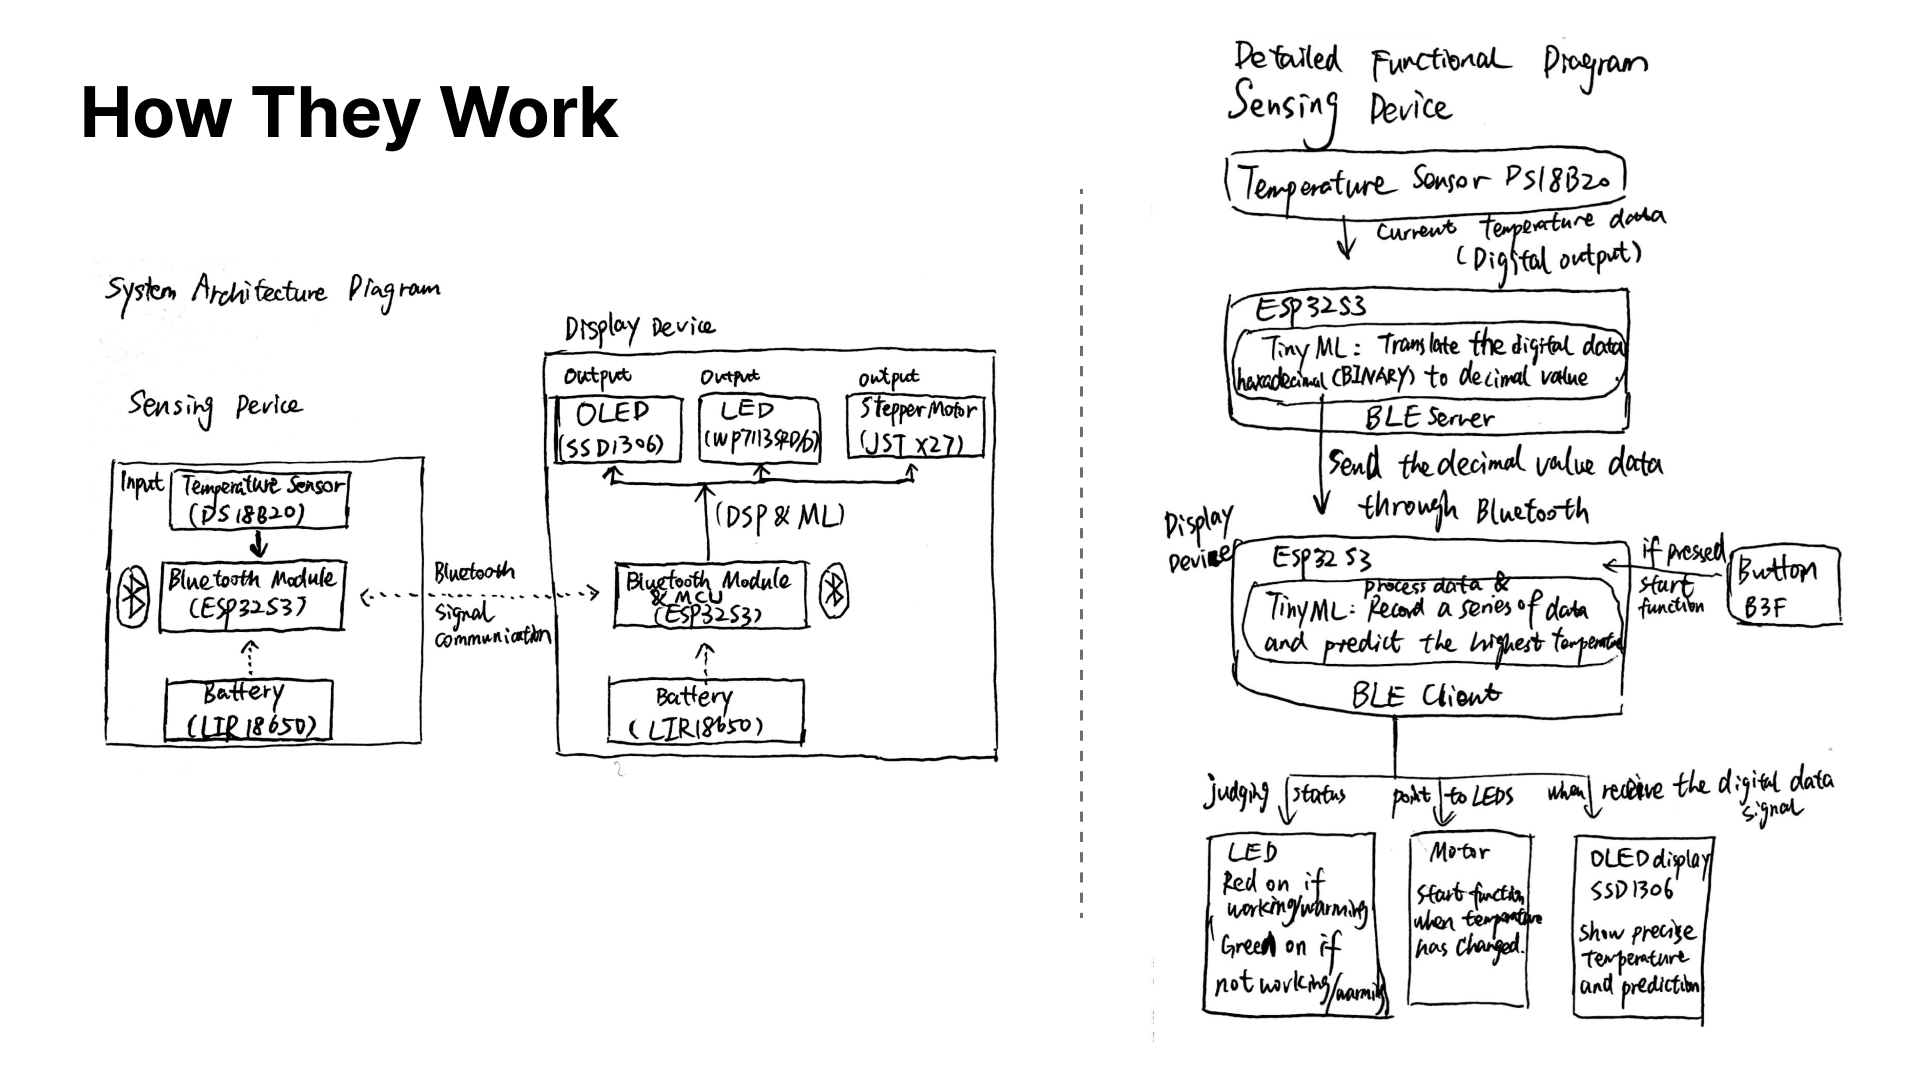 How They Work
System Architecture Diagram
Sensing Device
Input
Temperature Sensor
(DS18B20)
Bluetooth Module
(ESP32S3)
Battery
(LIR18650)
Bluetooth
signal
communication
Display Device
Output
OLED
(SSD1306)
Output
LED
output
Stepper Motor
(JST X27)
(DSP & ML)
Bluetooth Module
& MCU
(ESP32S3)
Battery
(LIR18650)
Detailed Functional Diagram
Sensing Device
Temperature Sensor DS18B20
Current temperature data
(Digital output)
ESP32S3
TinyML: Translate the digital data
hexadecimal (BINARY) to decimal value
BLE Server
Send the decimal value data
through Bluetooth
Display
Device
ESP32S3
process data &
TinyML: Record a series of data
and predict the highest temperature
BLE Client
if pressed
start
function
Button
B3F
judging status
point to LEDS
when receive the digital data
signal
LED
Red on if
working/warming
Green on if
not working/warming
Motor
Start function
when temperature
has changed.
OLED display
SSD1306
show precise
temperature
and prediction